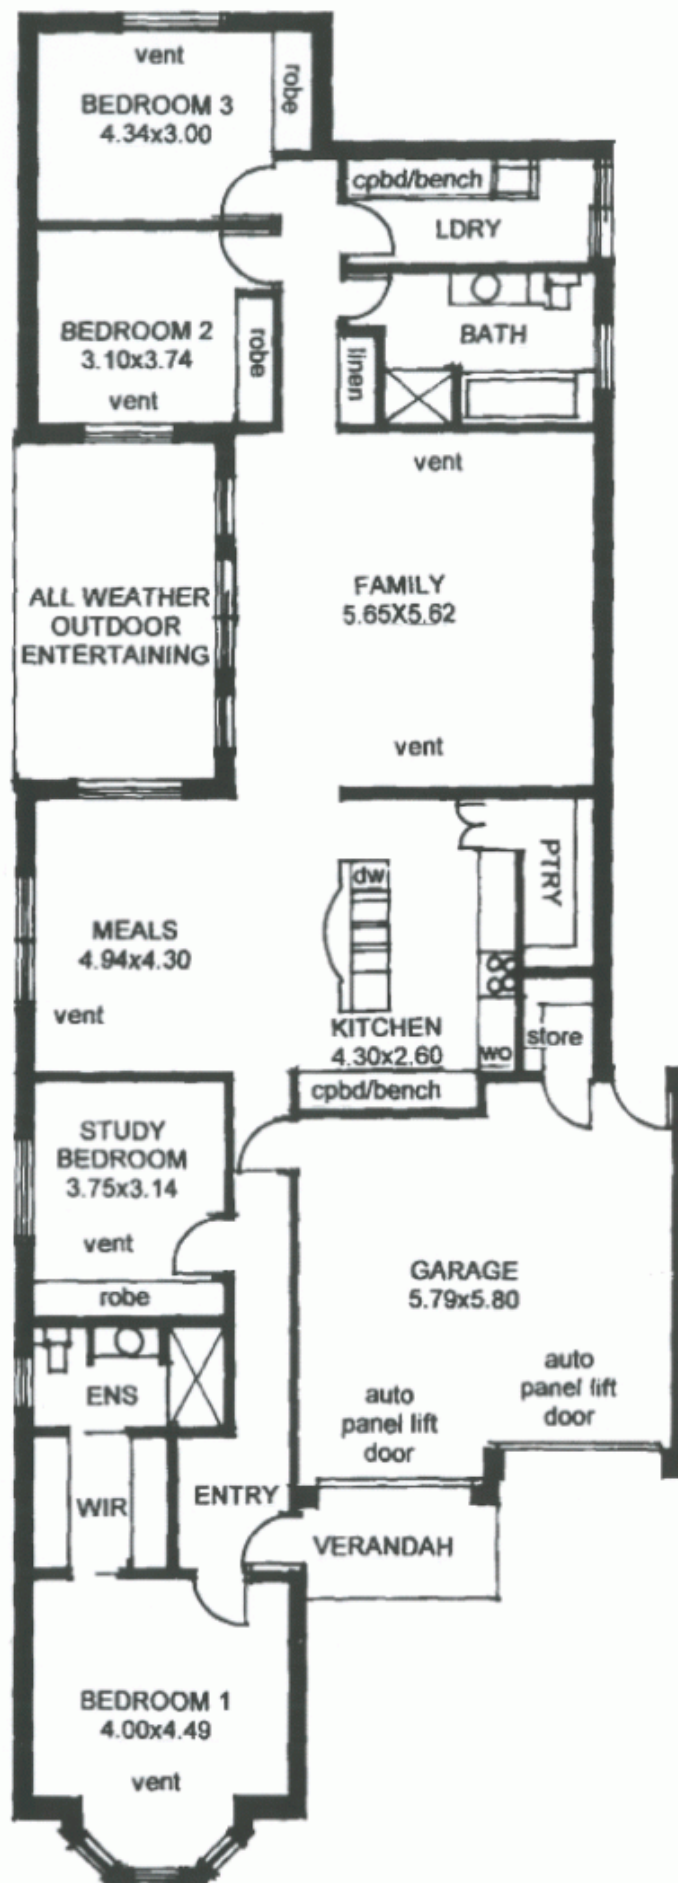 vent
robe
BEDROOM 3
4.34x3.00
cpbd/bench
LDRY
BEDROOM 2
3.10x3.74
vent
robe
linen
BATH
vent
FAMILY
5.65X5.62
vent
ALL WEATHER
OUTDOOR
ENTERTAINING
PTRY
dw
MEALS
4.94x4.30
vent
KITCHEN
4.30x2.60
wo
store
cpbd/bench
STUDY
BEDROOM
3.75x3.14
vent
robe
GARAGE
5.79x5.80
auto
panel lift
door
auto
panel lift
door
ENS
WIR
ENTRY
VERANDAH
BEDROOM 1
4.00x4.49
vent